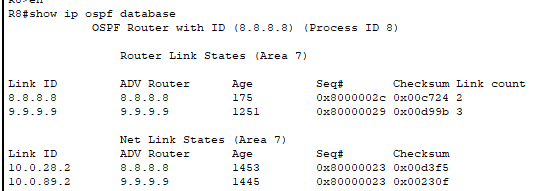 R8>en
R8#show ip ospf database
OSPF Router with ID (8.8.8.8) (Process ID 8)
Router Link States (Area 7)
Link ID ADV Router Age Seq# Checksum Link count
8.8.8.8 8.8.8.8 175 0x8000002c 0x00c724 2
9.9.9.9 9.9.9.9 1251 0x80000029 0x00d99b 3
Net Link States (Area 7)
Link ID ADV Router Age Seq# Checksum
10.0.28.2 8.8.8.8 1453 0x80000023 0x00d3f5
10.0.89.2 9.9.9.9 1445 0x80000023 0x00230f